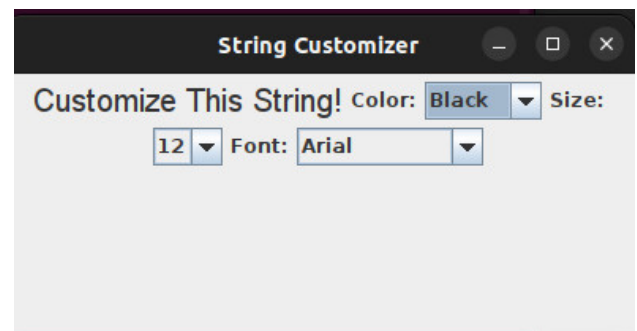 String Customizer
Customize This String! Color: Black Size:
12 Font: Arial